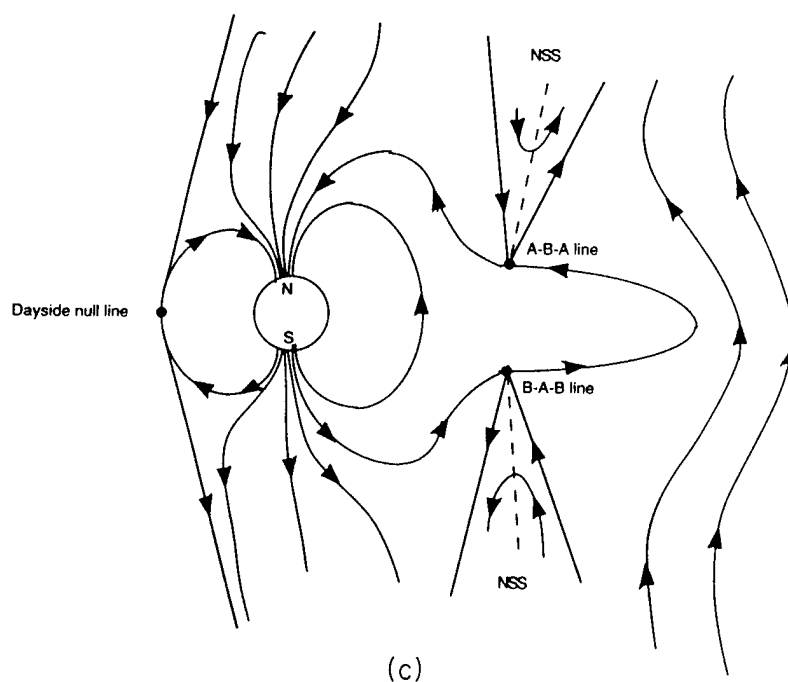 NSS
A-B-A line
N
Dayside null line
S
B-A-B line
NSS
(c)